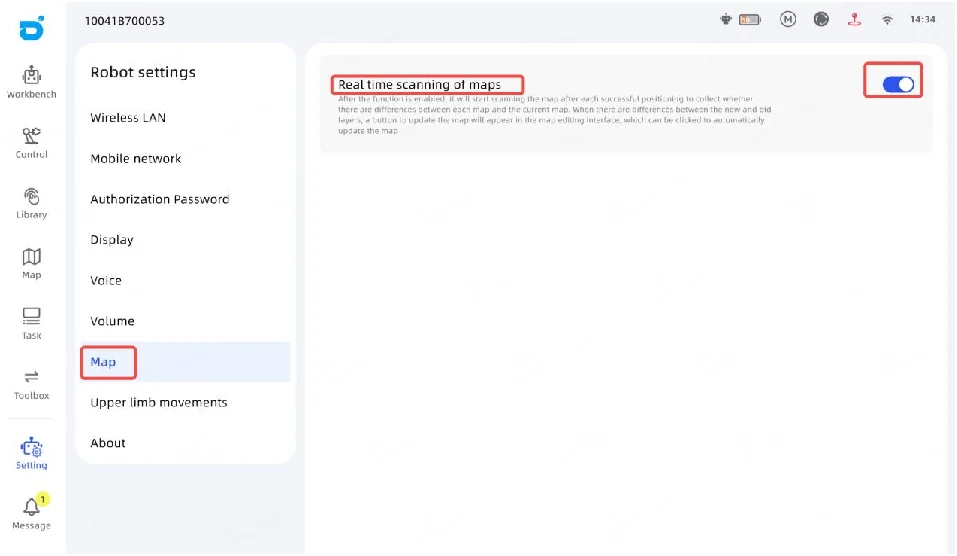 10041B700053
M
14:34
Workbench
Control
Library
Map
Task
Toolbox
Setting
1
Message
Robot settings
Wireless LAN
Mobile network
Authorization Password
Display
Voice
Volume
Map
Upper limb movements
About
Real time scanning of maps
After the function is enabled, it will start scanning the map after each successful positioning to collect whether
there are differences between each map and the current map. When there are differences between the new and old
layers, a button to update the map will appear in the map editing interface, which can be clicked to automatically
update the map